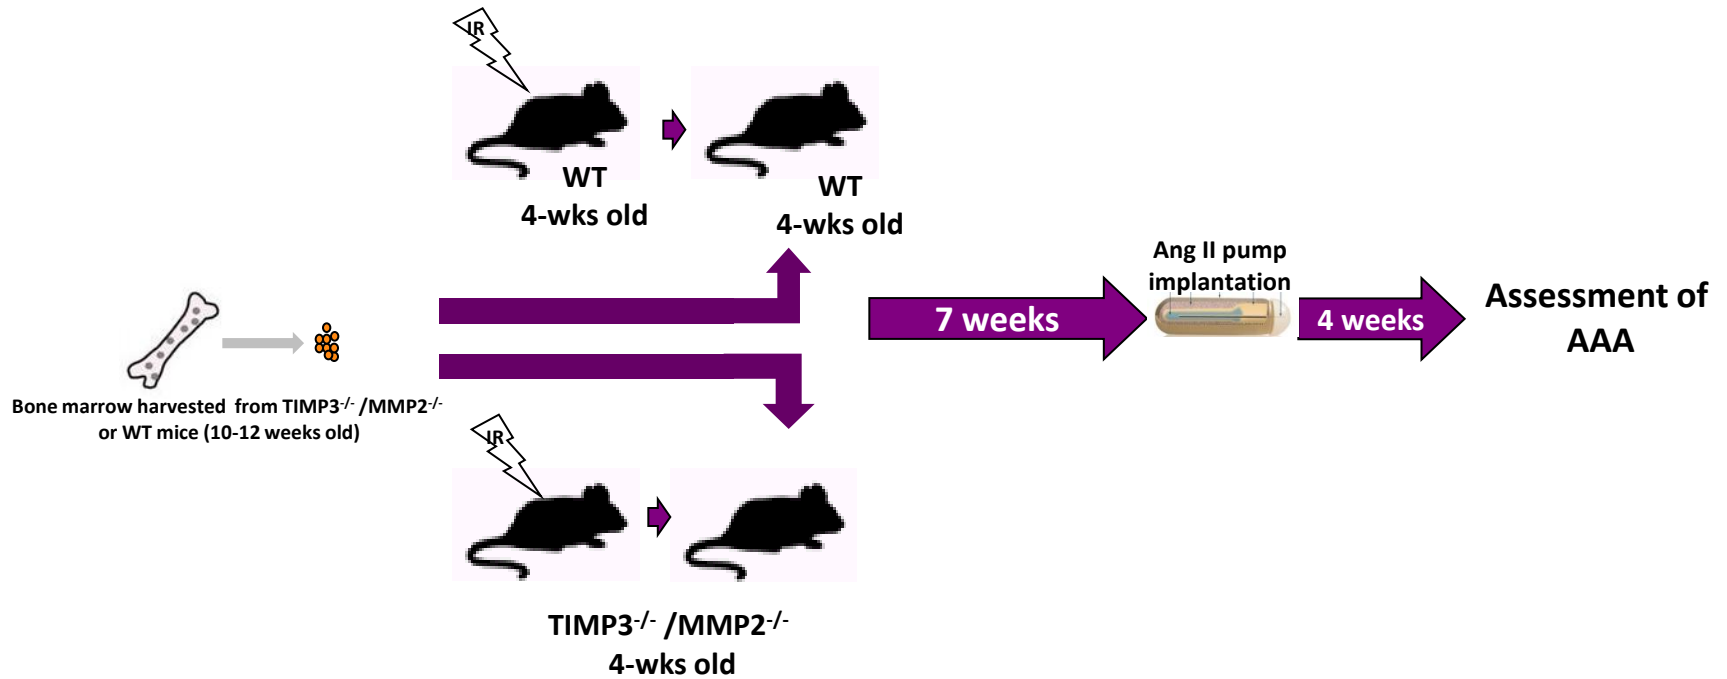 IR
WT
4-wks old
WT
4-wks old
Bone marrow harvested from TIMP3-/- /MMP2-/-
or WT mice (10-12 weeks old)
7 weeks
Ang II pump
implantation
4 weeks
Assessment of
AAA
IR
TIMP3-/- /MMP2-/-
4-wks old